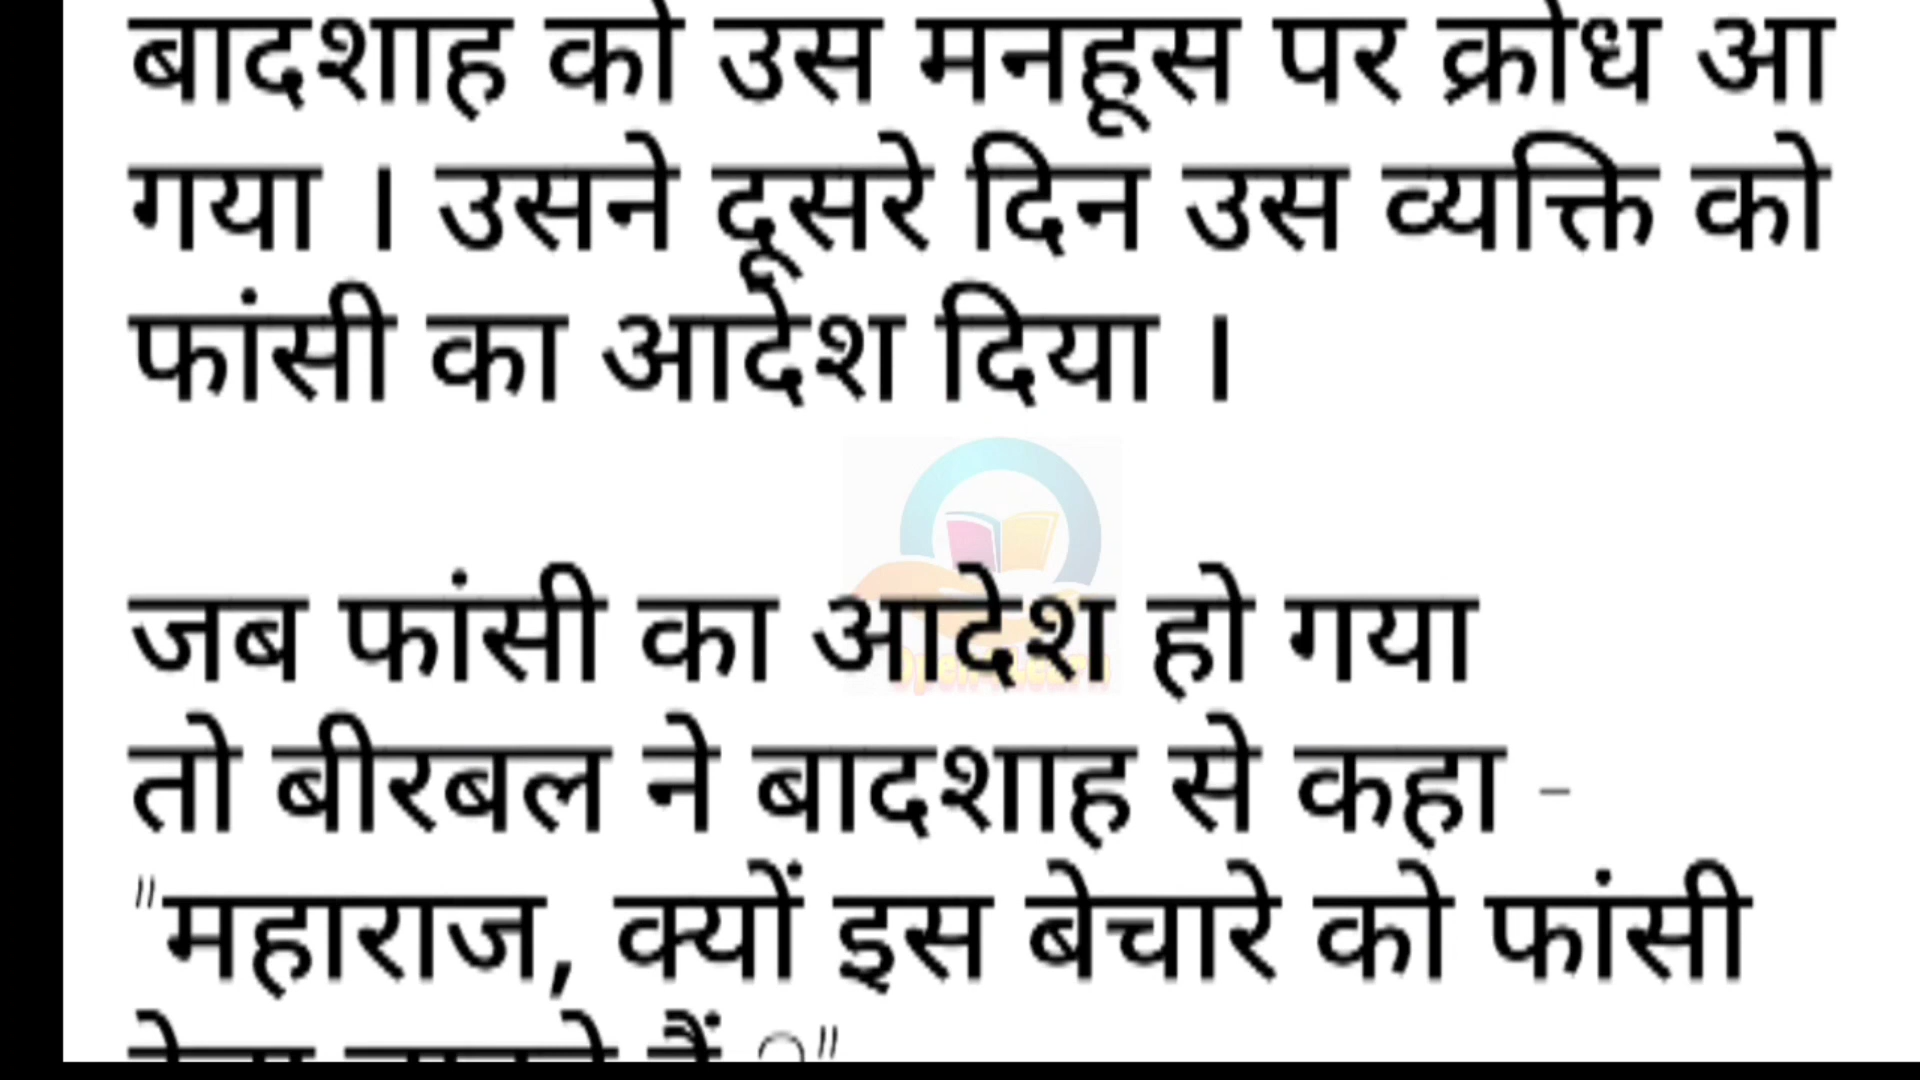 बादशाह को उस मनहूस पर क्रोध आ
गया । उसने दूसरे दिन उस व्यक्ति को
फांसी का आदेश दिया ।
जब फांसी का आदेश हो गया
तो बीरबल ने बादशाह से कहा -
"महाराज, क्यों इस बेचारे को फांसी